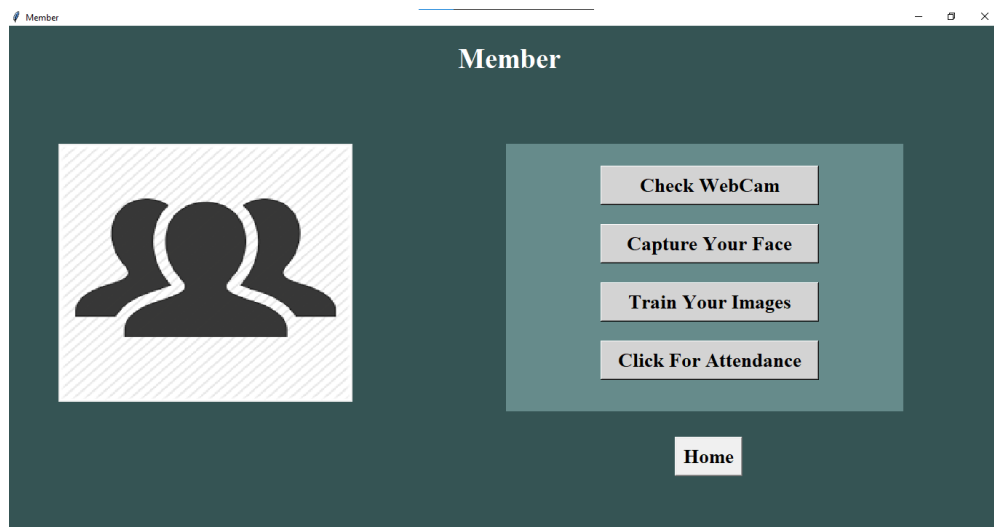 Member
Member
Check WebCam
Capture Your Face
Train Your Images
Click For Attendance
Home